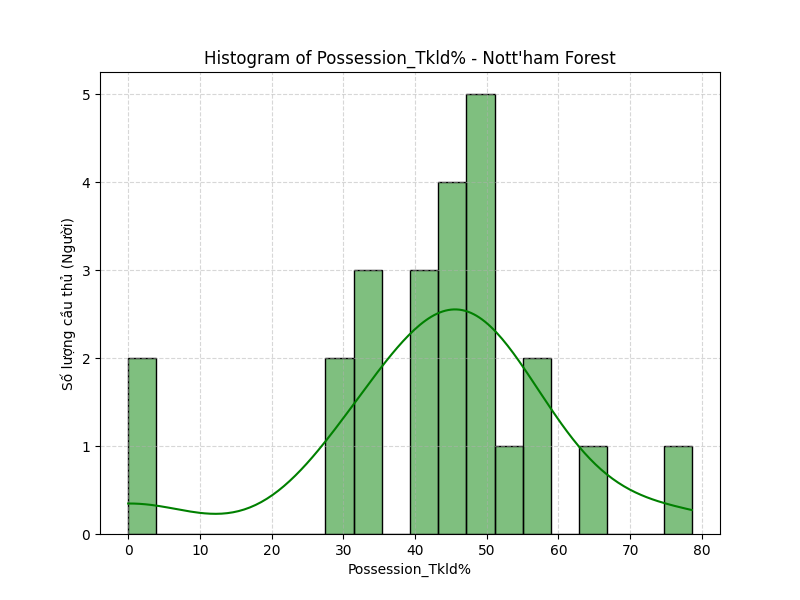 Histogram of Possession_Tkld% - Nott'ham Forest
Số lượng cầu thủ (Người)
5
4
3
2
1
0
0 10 20 30 40 50 60 70 80
Possession_Tkld%